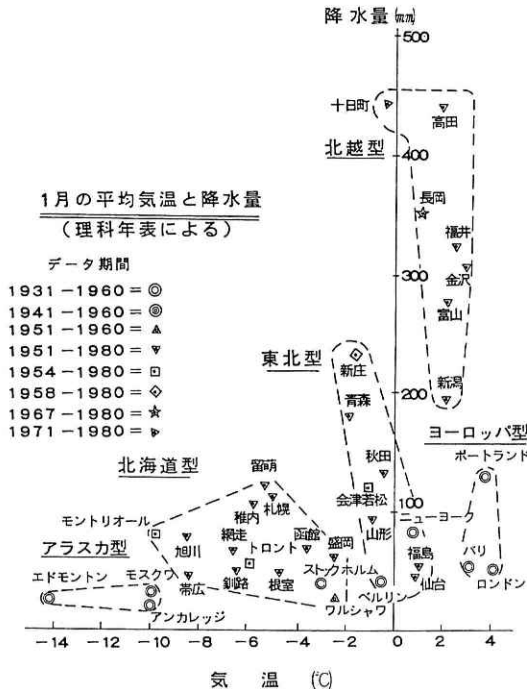 降水量(mm)
500
十日町
高田
北越型
400
1月の平均気温と降水量
(理科年表による)
長岡
福井
金沢
300
富山
データ期間
1931-1960=◎
1941-1960=◎
1951-1960=▲
1951-1980=▼
1954-1980=□
1958-1980=◇
1967-1980=☆
1971-1980=▶
東北型
新庄
200
新潟
青森
ヨーロッパ型
ポートランド
北海道型
留萌
秋田
札幌
会津若松
100
稚内
モントリオール
ニューヨーク
アラスカ型
旭川
網走
トロント
函館
盛岡
山形
福島
パリ
エドモントン
モスクワ
帯広
釧路
根室
ストックホルム
仙台
ロンドン
アンカレッジ
ワルシャワ
ベルリン
-14 -12 -10 -8 -6 -4 -2 0 2 4
気温 (℃)